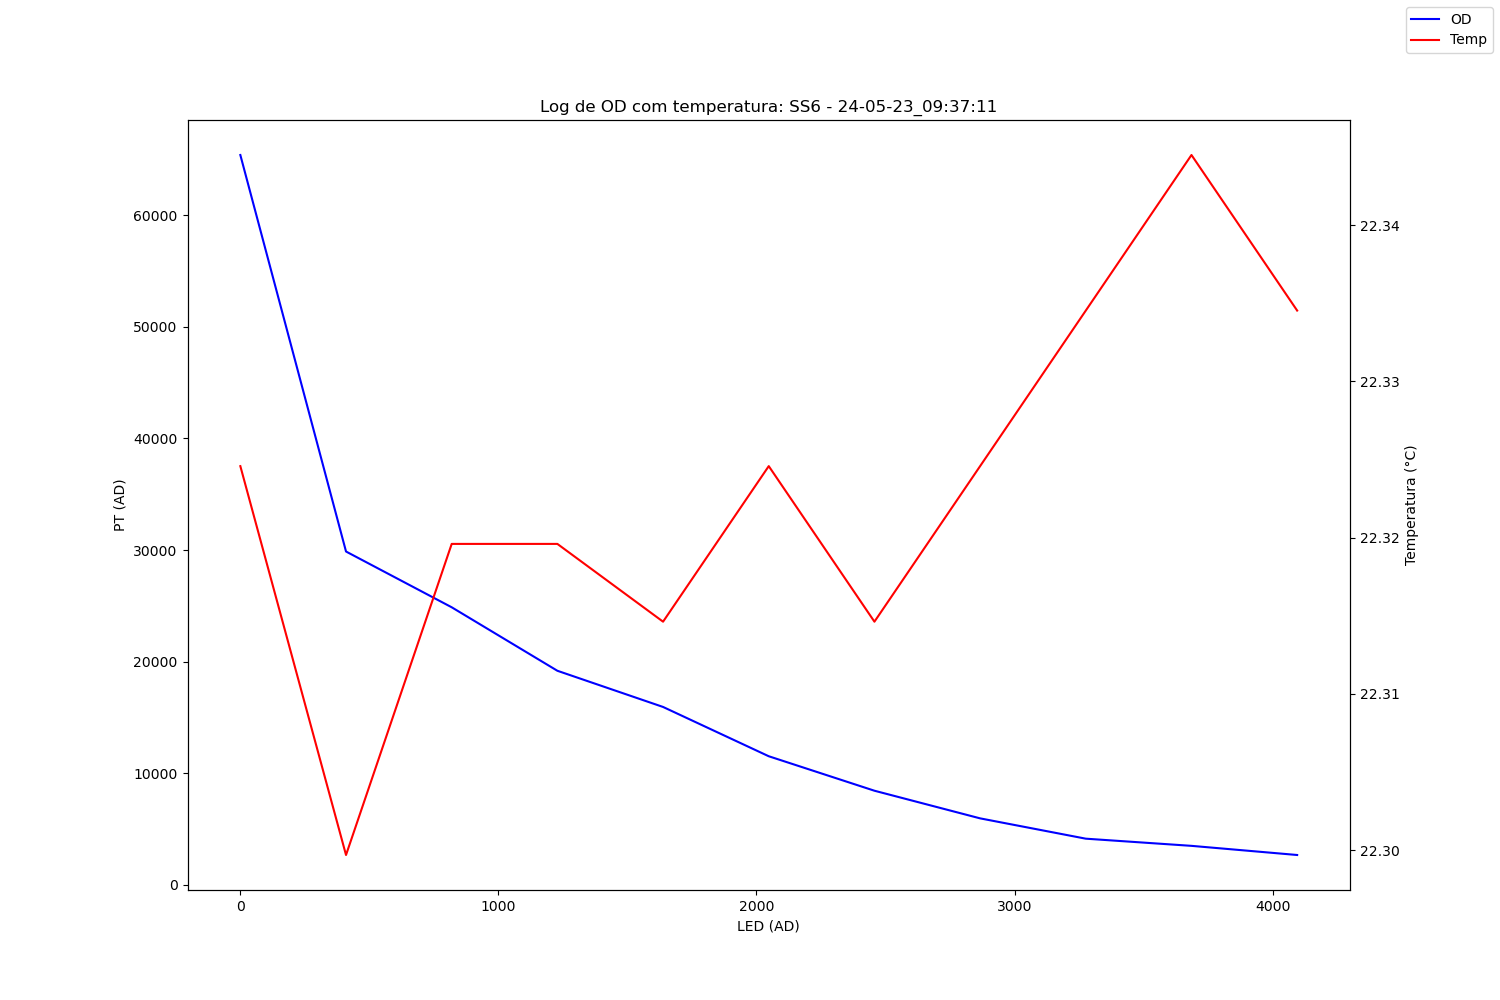 OD
Temp
Log de OD com temperatura: SS6 - 24-05-23_09:37:11
60000
50000
40000
30000
20000
10000
0
PT (AD)
22.34
22.33
22.32
22.31
22.30
Temperatura (°C)
0 1000 2000 3000 4000
LED (AD)